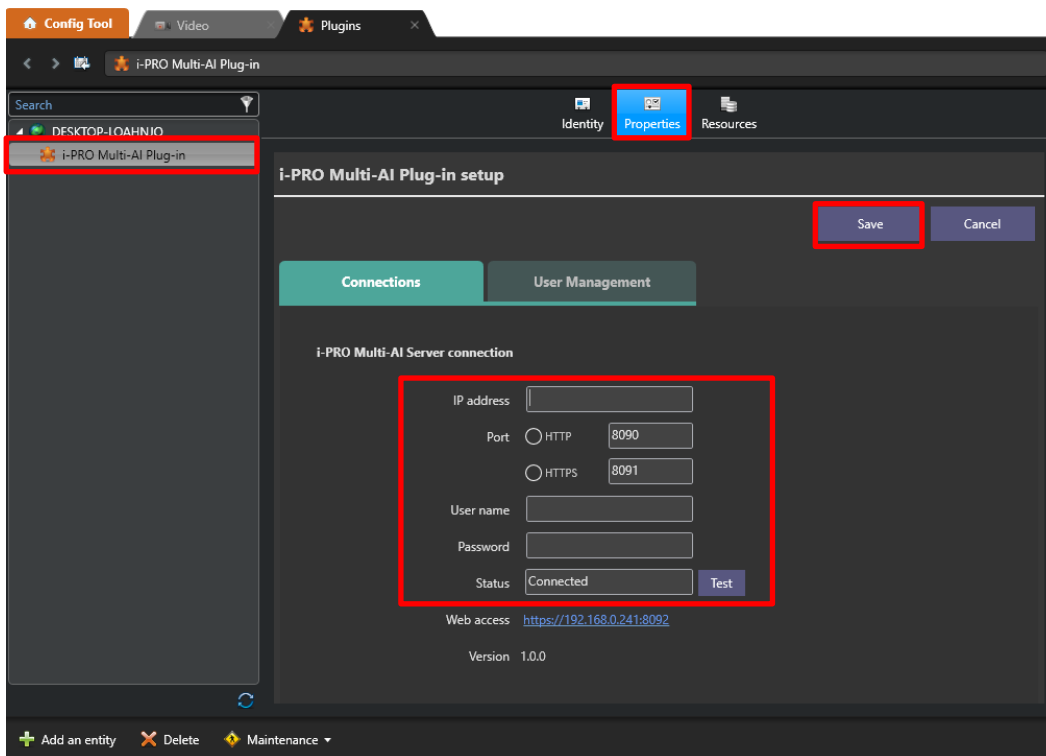 Config Tool
Video
Plugins
i-PRO Multi-AI Plug-in
Search
DESKTOP-LOAHNJO
i-PRO Multi-AI Plug-in
Identity
Properties
Resources
i-PRO Multi-AI Plug-in setup
Save
Cancel
Connections
User Management
i-PRO Multi-AI Server connection
IP address
Port HTTP 8090
HTTPS 8091
User name
Password
Status Connected Test
Web access https://192.168.0.241:8092
Version 1.0.0
Add an entity
Delete
Maintenance